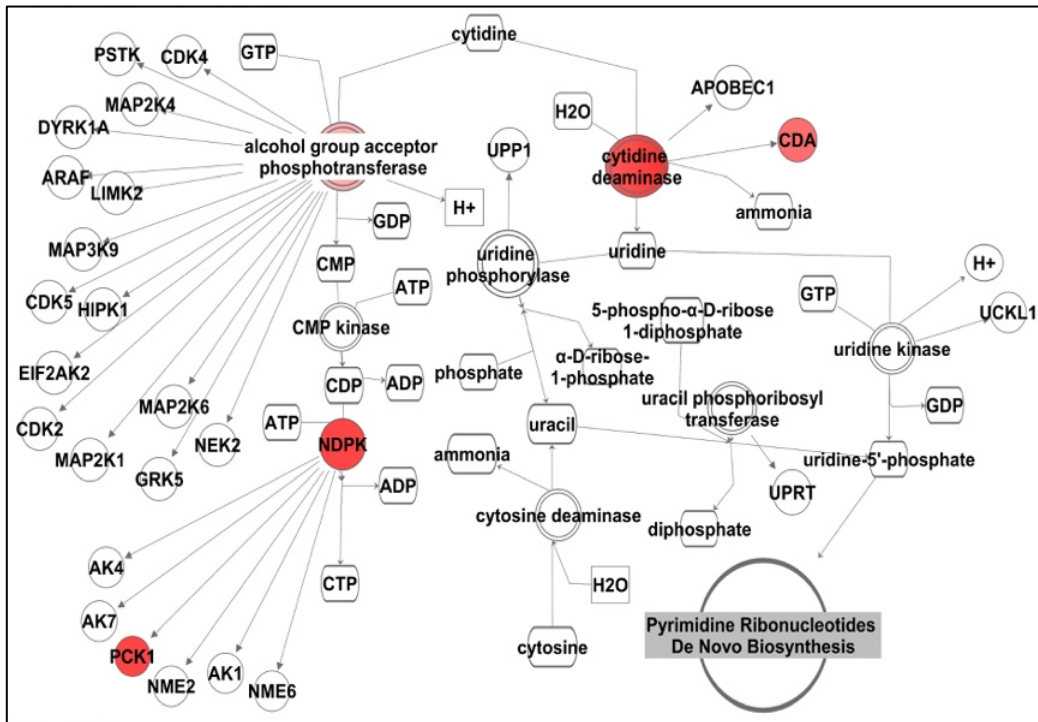 cytidine
PSTK
CDK4
GTP
MAP2K4
DYRK1A
ARAF
LIMK2
alcohol group acceptor
phosphotransferase
H+
GDP
MAP3K9
CMP
CDK5
HIPK1
ATP
CMP kinase
EIF2AK2
CDK2
MAP2K6
MAP2K1
GRK5
NEK2
CDP
ADP
ATP
NDPK
ADP
CTP
AK4
AK7
PCK1
NME2
AK1
NME6
APOBEC1
H2O
CDA
cytidine
deaminase
ammonia
UPP1
uridine
phosphorylase
uridine
H+
GTP
UCKL1
uridine kinase
GDP
5-phospho-α-D-ribose
1-diphosphate
phosphate
α-D-ribose-
1-phosphate
uracil phosphoribosyl
transferase
uracil
ammonia
uridine-5'-phosphate
UPRT
cytosine deaminase
diphosphate
H2O
cytosine
Pyrimidine Ribonucleotides
De Novo Biosynthesis